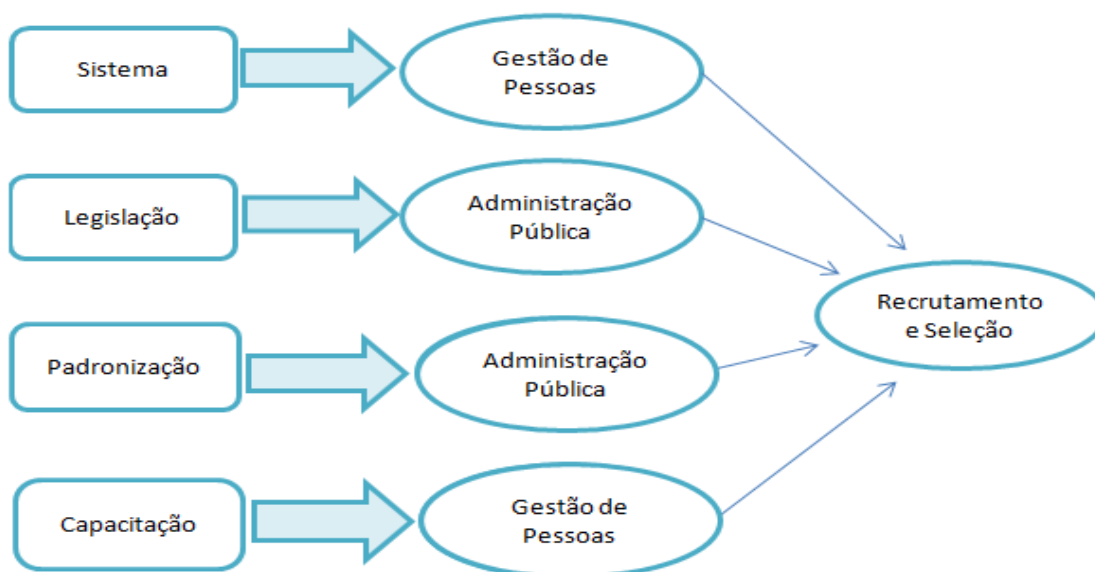 Sistema
Gestão de
Pessoas
Legislação
Administração
Pública
Recrutamento
e Seleção
Padronização
Administração
Pública
Capacitação
Gestão de
Pessoas